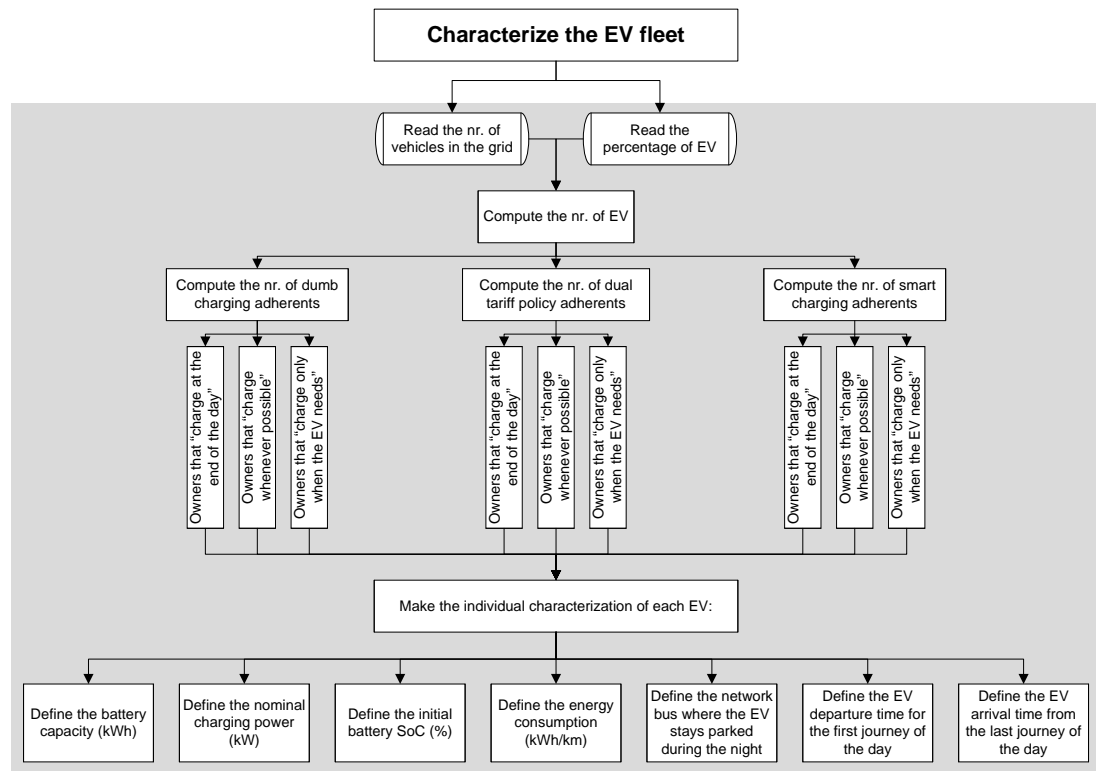 Characterize the EV fleet
Read the nr. of
vehicles in the grid
Read the
percentage of EV
Compute the nr. of EV
Compute the nr. of dumb
charging adherents
Compute the nr. of dual
tariff policy adherents
Compute the nr. of smart
charging adherents
Owners that “charge at the
end of the day”
Owners that “charge
whenever possible”
Owners that “charge only
when the EV needs”
Owners that “charge at the
end of the day”
Owners that “charge
whenever possible”
Owners that “charge only
when the EV needs”
Owners that “charge at the
end of the day”
Owners that “charge
whenever possible”
Owners that “charge only
when the EV needs”
Make the individual characterization of each EV:
Define the battery
capacity (kWh)
Define the nominal
charging power
(kW)
Define the initial
battery SoC (%)
Define the energy
consumption
(kWh/km)
Define the network
bus where the EV
stays parked
during the night
Define the EV
departure time for
the first journey of
the day
Define the EV
arrival time from
the last journey of
the day